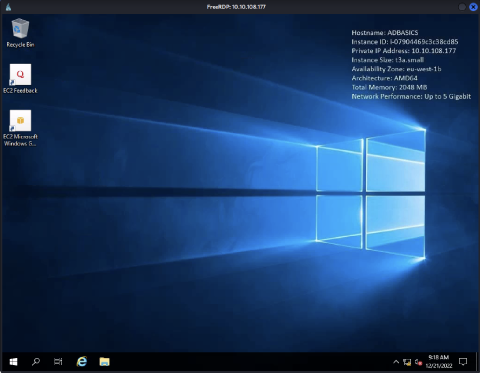 FreeRDP: 10.10.108.177
Recycle Bin
EC2 Feedback
EC2 Microsoft
Windows G...
Hostname: ADBASICS
Instance ID: i-07904469c3c38cd85
Private IP Address: 10.10.108.177
Instance Size: t3a.small
Availability Zone: eu-west-1b
Architecture: AMD64
Total Memory: 2048 MB
Network Performance: Up to 5 Gigabit
9:18 AM
12/21/2022